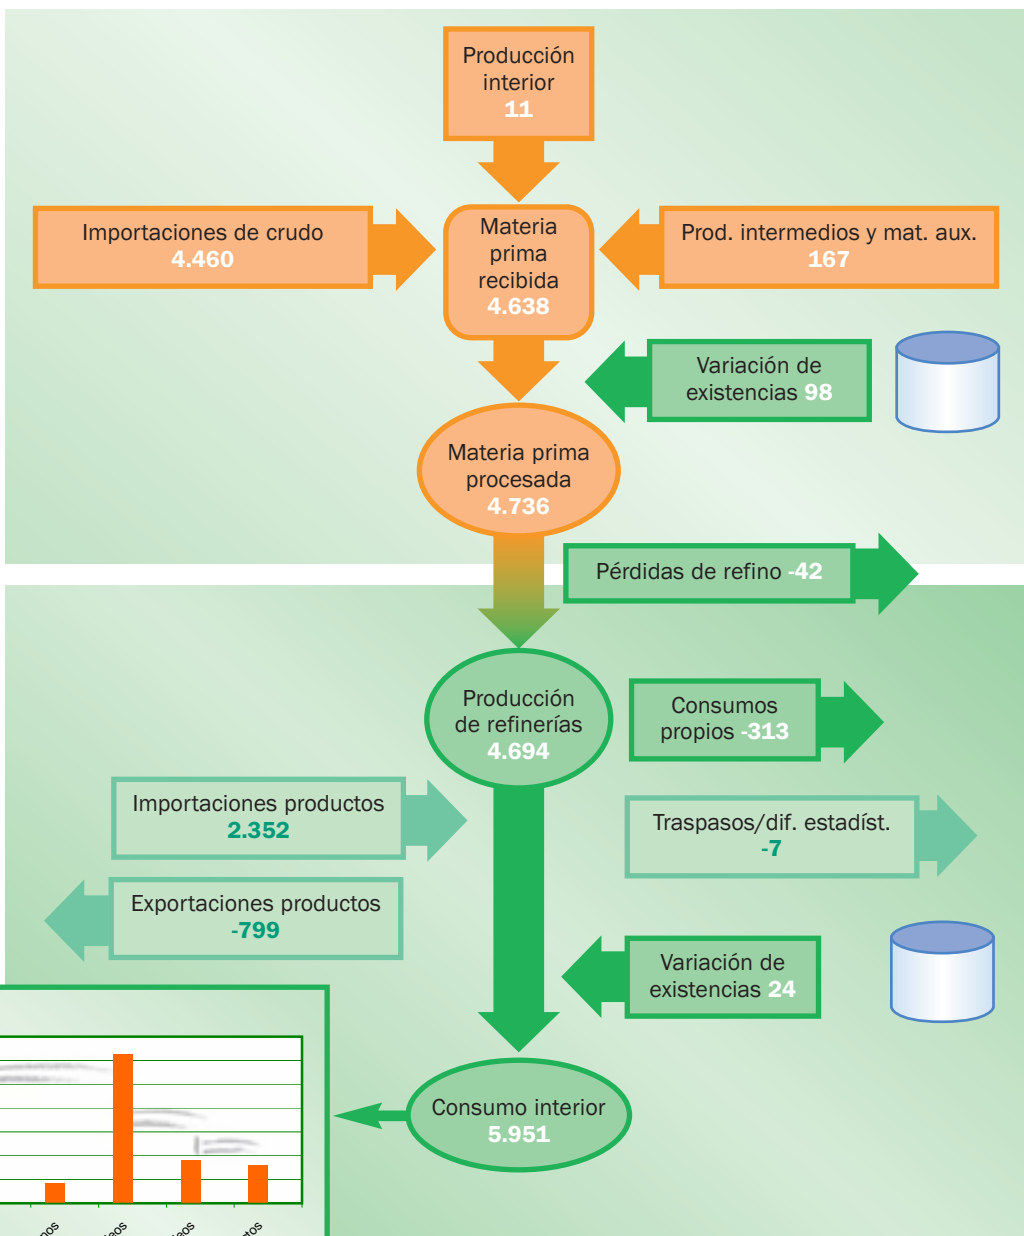 Producción
interior
11
Importaciones de crudo
4.460
Materia
prima
recibida
4.638
Prod. intermedios y mat. aux.
167
Variación de
existencias 98
Materia prima
procesada
4.736
Pérdidas de refino -42
Producción
de refinerías
4.694
Consumos
propios -313
Importaciones productos
2.352
Traspasos/dif. estadíst.
-7
Exportaciones productos
-799
Variación de
existencias 24
Consumo interior
5.951